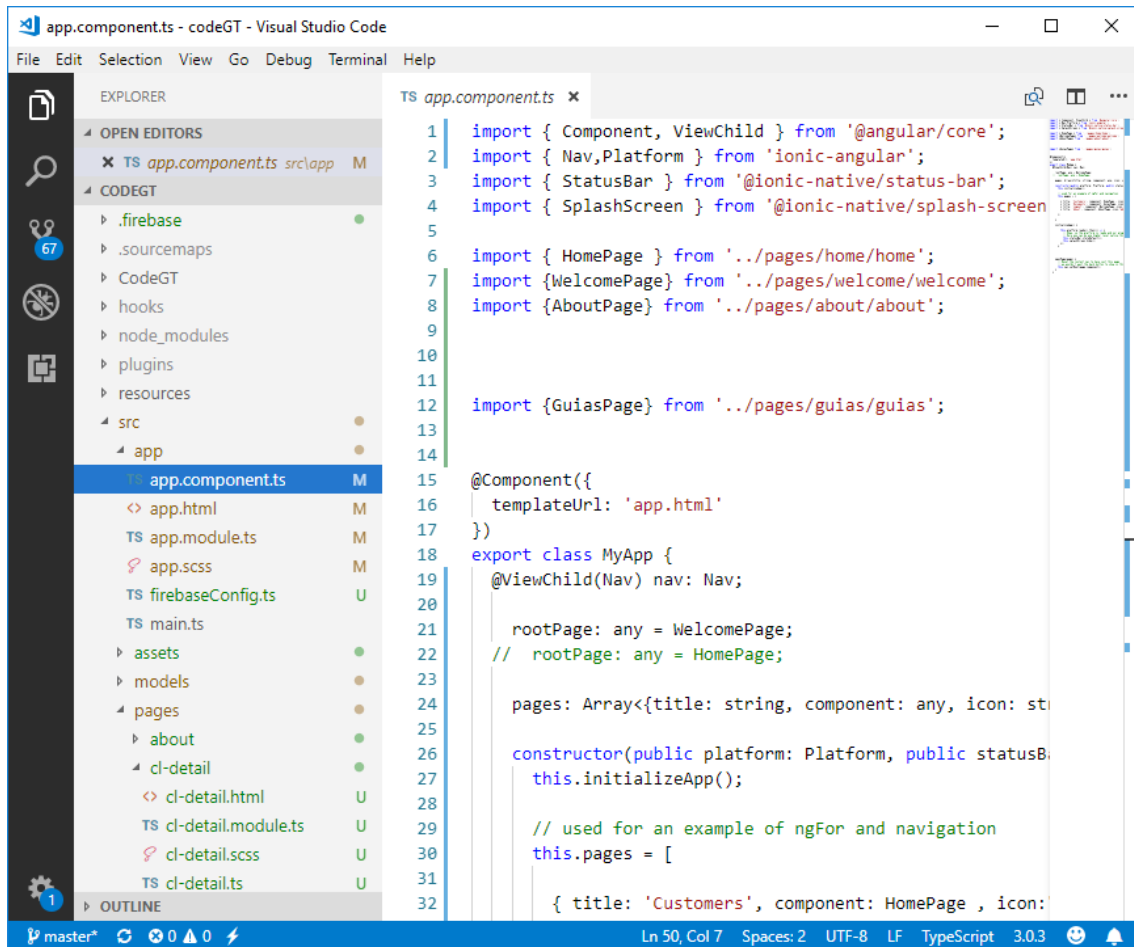 app.component.ts - codeGT - Visual Studio Code
File Edit Selection View Go Debug Terminal Help
EXPLORER
OPEN EDITORS
TS app.component.ts src\app M
CODEGT
.firebase
.sourcemaps
CodeGT
hooks
node_modules
plugins
resources
src
app
TS app.component.ts M
<> app.html M
TS app.module.ts M
app.scss M
TS firebaseConfig.ts U
TS main.ts
assets
models
pages
about
cl-detail
<> cl-detail.html U
TS cl-detail.module.ts U
cl-detail.scss U
TS cl-detail.ts U
OUTLINE
67
1
TS app.component.ts
1 import { Component, ViewChild } from '@angular/core';
2 import { Nav,Platform } from 'ionic-angular';
3 import { StatusBar } from '@ionic-native/status-bar';
4 import { SplashScreen } from '@ionic-native/splash-screen
5
6 import { HomePage } from '../pages/home/home';
7 import {WelcomePage} from '../pages/welcome/welcome';
8 import {AboutPage} from '../pages/about/about';
9
10
11
12 import {GuiasPage} from '../pages/guias/guias';
13
14
15 @Component({
16 templateUrl: 'app.html'
17 })
18 export class MyApp {
19 @ViewChild(Nav) nav: Nav;
20
21 rootPage: any = WelcomePage;
22 // rootPage: any = HomePage;
23
24 pages: Array<{title: string, component: any, icon: str
25
26 constructor(public platform: Platform, public statusBa
27 this.initializeApp();
28
29 // used for an example of ngFor and navigation
30 this.pages = [
31
32 { title: 'Customers', component: HomePage , icon:'
master* 0 0 Ln 50, Col 7 Spaces: 2 UTF-8 LF TypeScript 3.0.3